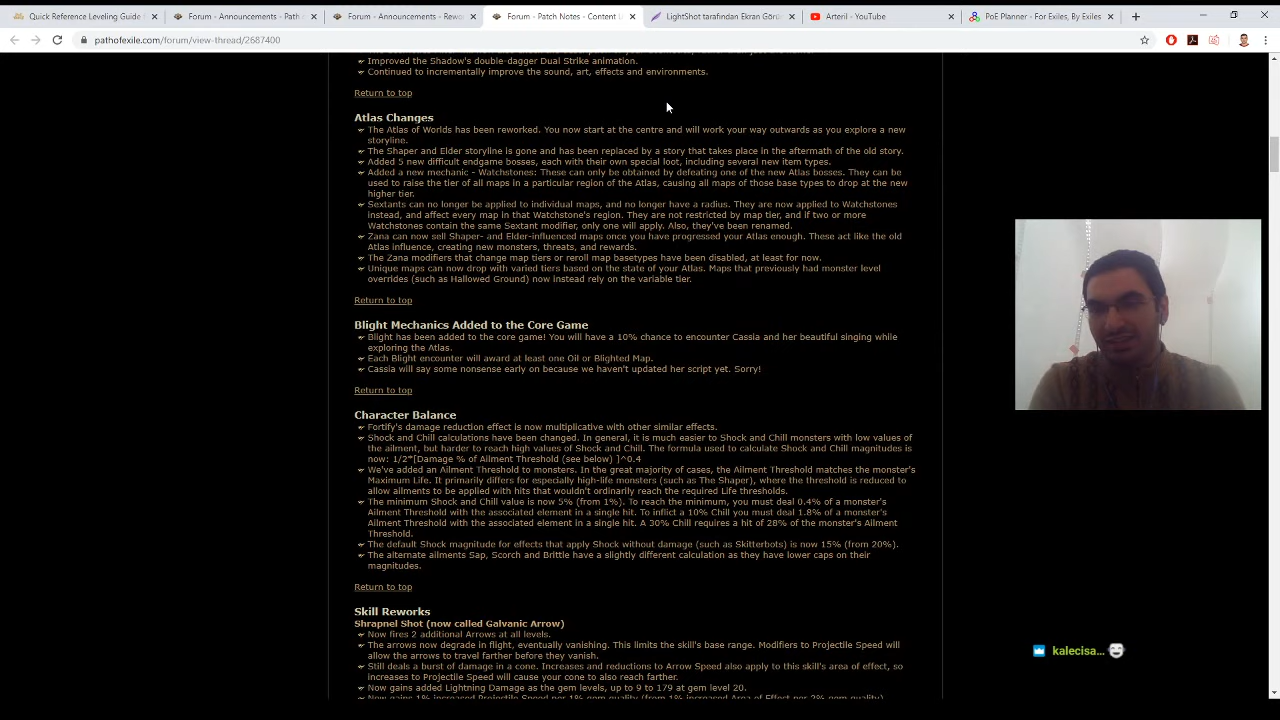 Quick Reference Leveling Guide
Forum - Announcements - Path
Forum - Announcements - Rewo
Forum - Patch Notes - Content U
LightShot tarafından Ekran Görü
Arteril - YouTube
PoE Planner - For Exiles, By Exiles
pathofexile.com/forum/view-thread/2687400
Improved the Shadow's double-dagger Dual Strike animation.
Continued to incrementally improve the sound, art, effects and environments.
Return to top
Atlas Changes
The Atlas of Worlds has been reworked. You now start at the centre and will work your way outwards as you explore a new
storyline.
The Shaper and Elder storyline is gone and has been replaced by a story that takes place in the aftermath of the old story.
Added 5 new difficult endgame bosses, each with their own special loot, including several new item types.
Added a new mechanic - Watchstones: These can only be obtained by defeating one of the new Atlas bosses. They can be
used to raise the tier of all maps in a particular region of the Atlas, causing all maps of those base types to drop at the new
higher tier.
Sextants can no longer be applied to individual maps, and no longer have a radius. They are now applied to Watchstones
instead, and affect every map in that Watchstone's region. They are not restricted by map tier, and if two or more
Watchstones contain the same Sextant modifier, only one will apply. Also, they've been renamed.
Zana can now sell Shaper- and Elder-influenced maps once you have progressed your Atlas enough. These act like the old
Atlas influence, creating new monsters, threats, and rewards.
The Zana modifiers that change map tiers or reroll map basetypes have been disabled, at least for now.
Unique maps can now drop with varied tiers based on the state of your Atlas. Maps that previously had monster level
overrides (such as Hallowed Ground) now instead rely on the variable tier.
Return to top
Blight Mechanics Added to the Core Game
Blight has been added to the core game! You will have a 10% chance to encounter Cassia and her beautiful singing while
exploring the Atlas.
Each Blight encounter will award at least one Oil or Blighted Map.
Cassia will say some nonsense early on because we haven't updated her script yet. Sorry!
Return to top
Character Balance
Fortify's damage reduction effect is now multiplicative with other similar effects.
Shock and Chill calculations have been changed. In general, it is much easier to Shock and Chill monsters with low values of
the ailment, but harder to reach high values of Shock and Chill. The formula used to calculate Shock and Chill magnitudes is
now: 1/2*[Damage % of Ailment Threshold (see below) ]^0.4
We've added an Ailment Threshold to monsters. In the great majority of cases, the Ailment Threshold matches the monster's
Maximum Life. It primarily differs for especially high-life monsters (such as The Shaper), where the threshold is reduced to
allow ailments to be applied with hits that wouldn't ordinarily reach the required Life thresholds.
The minimum Shock and Chill value is now 5% (from 1%). To reach the minimum, you must deal 0.4% of a monster's
Ailment Threshold with the associated element in a single hit. To inflict a 10% Chill you must deal 1.8% of a monster's
Ailment Threshold with the associated element in a single hit. A 30% Chill requires a hit of 28% of the monster's Ailment
Threshold.
The default Shock magnitude for effects that apply Shock without damage (such as Skitterbots) is now 15% (from 20%).
The alternate ailments Sap, Scorch and Brittle have a slightly different calculation as they have lower caps on their
magnitudes.
Return to top
Skill Reworks
Shrapnel Shot (now called Galvanic Arrow)
Now fires 2 additional Arrows at all levels.
The arrows now degrade in flight, eventually vanishing. This limits the skill's base range. Modifiers to Projectile Speed will
allow the arrows to travel farther before they vanish.
Still deals a burst of damage in a cone. Increases and reductions to Arrow Speed also apply to this skill's area of effect, so
increases to Projectile Speed will cause your cone to also reach farther.
Now gains added Lightning Damage as the gem levels, up to 9 to 179 at gem level 20.
Now gains 1% increased Projectile Speed per 1% gem quality (from 1% increased Area of Effect per 2% gem quality)
kalecisa...